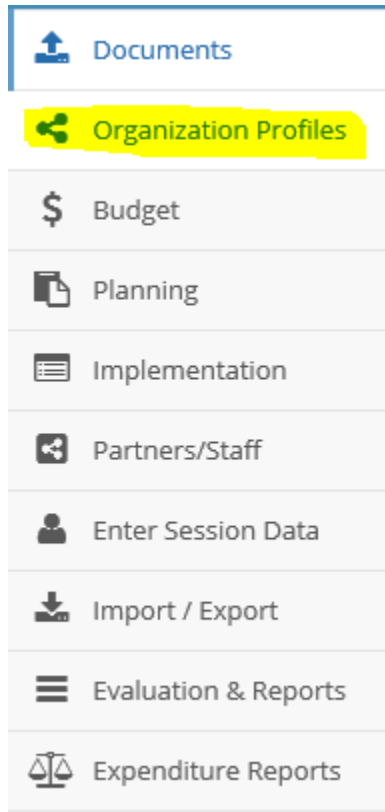 Documents
Organization Profiles
Budget
Planning
Implementation
Partners/Staff
Enter Session Data
Import / Export
Evaluation & Reports
Expenditure Reports